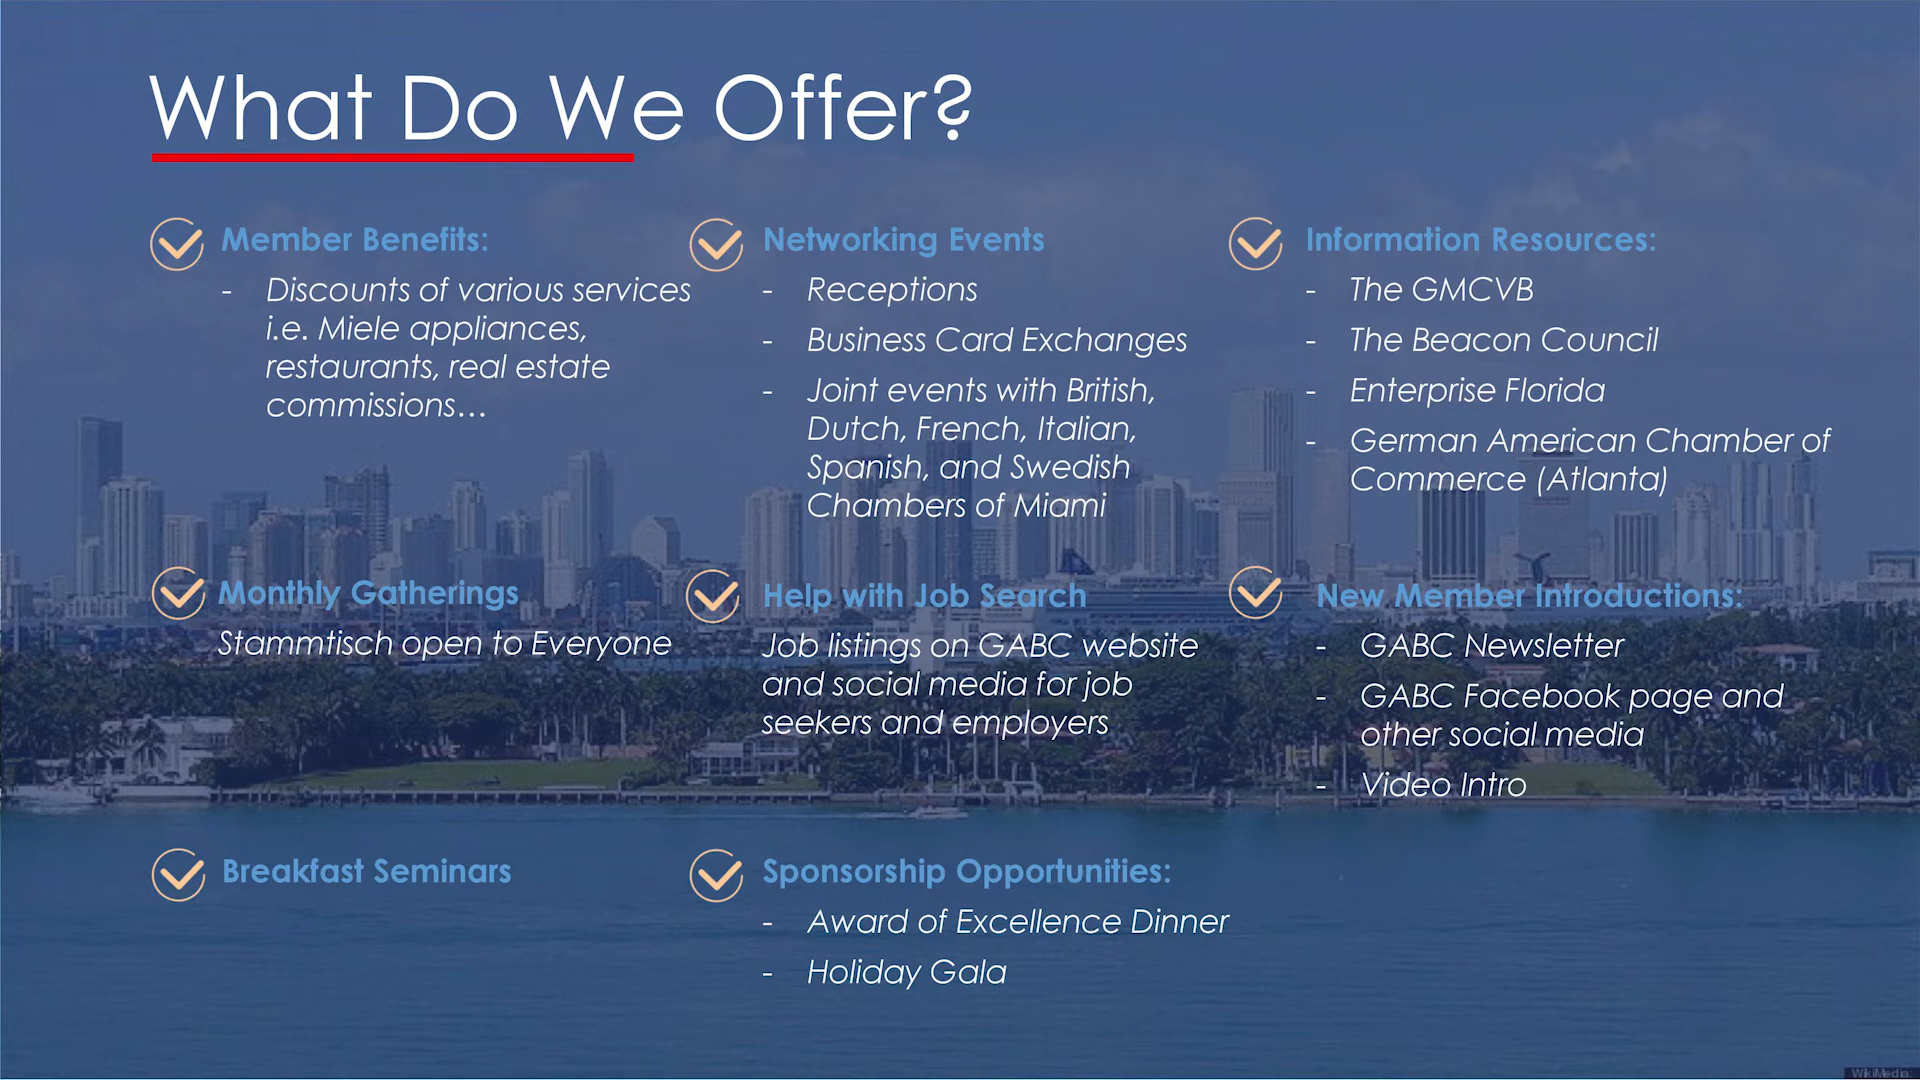 What Do We Offer?
Member Benefits:
- Discounts of various services
i.e. Miele appliances,
restaurants, real estate
commissions…
Networking Events
- Receptions
- Business Card Exchanges
- Joint events with British,
Dutch, French, Italian,
Spanish, and Swedish
Chambers of Miami
Information Resources:
- The GMCVB
- The Beacon Council
- Enterprise Florida
- German American Chamber of
Commerce (Atlanta)
Monthly Gatherings
Stammtisch open to Everyone
Help with Job Search
Job listings on GABC website
and social media for job
seekers and employers
New Member Introductions:
- GABC Newsletter
- GABC Facebook page and
other social media
- Video Intro
Breakfast Seminars
Sponsorship Opportunities:
- Award of Excellence Dinner
- Holiday Gala
WikiMedia: